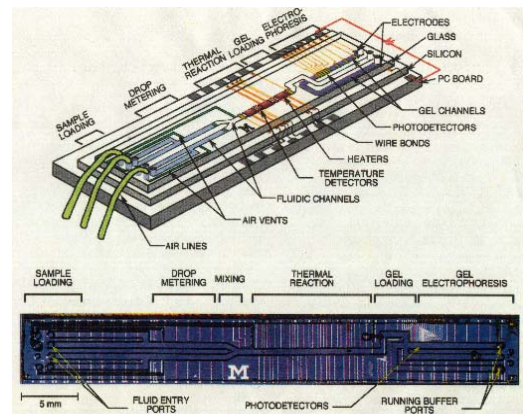 ELECTRO-
PHORESIS
GEL
LOADING
THERMAL
REACTION
DROP
METERING
SAMPLE
LOADING
ELECTRODES
GLASS
SILICON
PC BOARD
GEL CHANNELS
PHOTODETECTORS
WIRE BONDS
HEATERS
TEMPERATURE
DETECTORS
FLUIDIC CHANNELS
AIR VENTS
AIR LINES
SAMPLE
LOADING
DROP
METERING
MIXING
THERMAL
REACTION
GEL
LOADING
GEL
ELECTROPHORESIS
M
5 mm
FLUID ENTRY
PORTS
PHOTODETECTORS
RUNNING BUFFER
PORTS